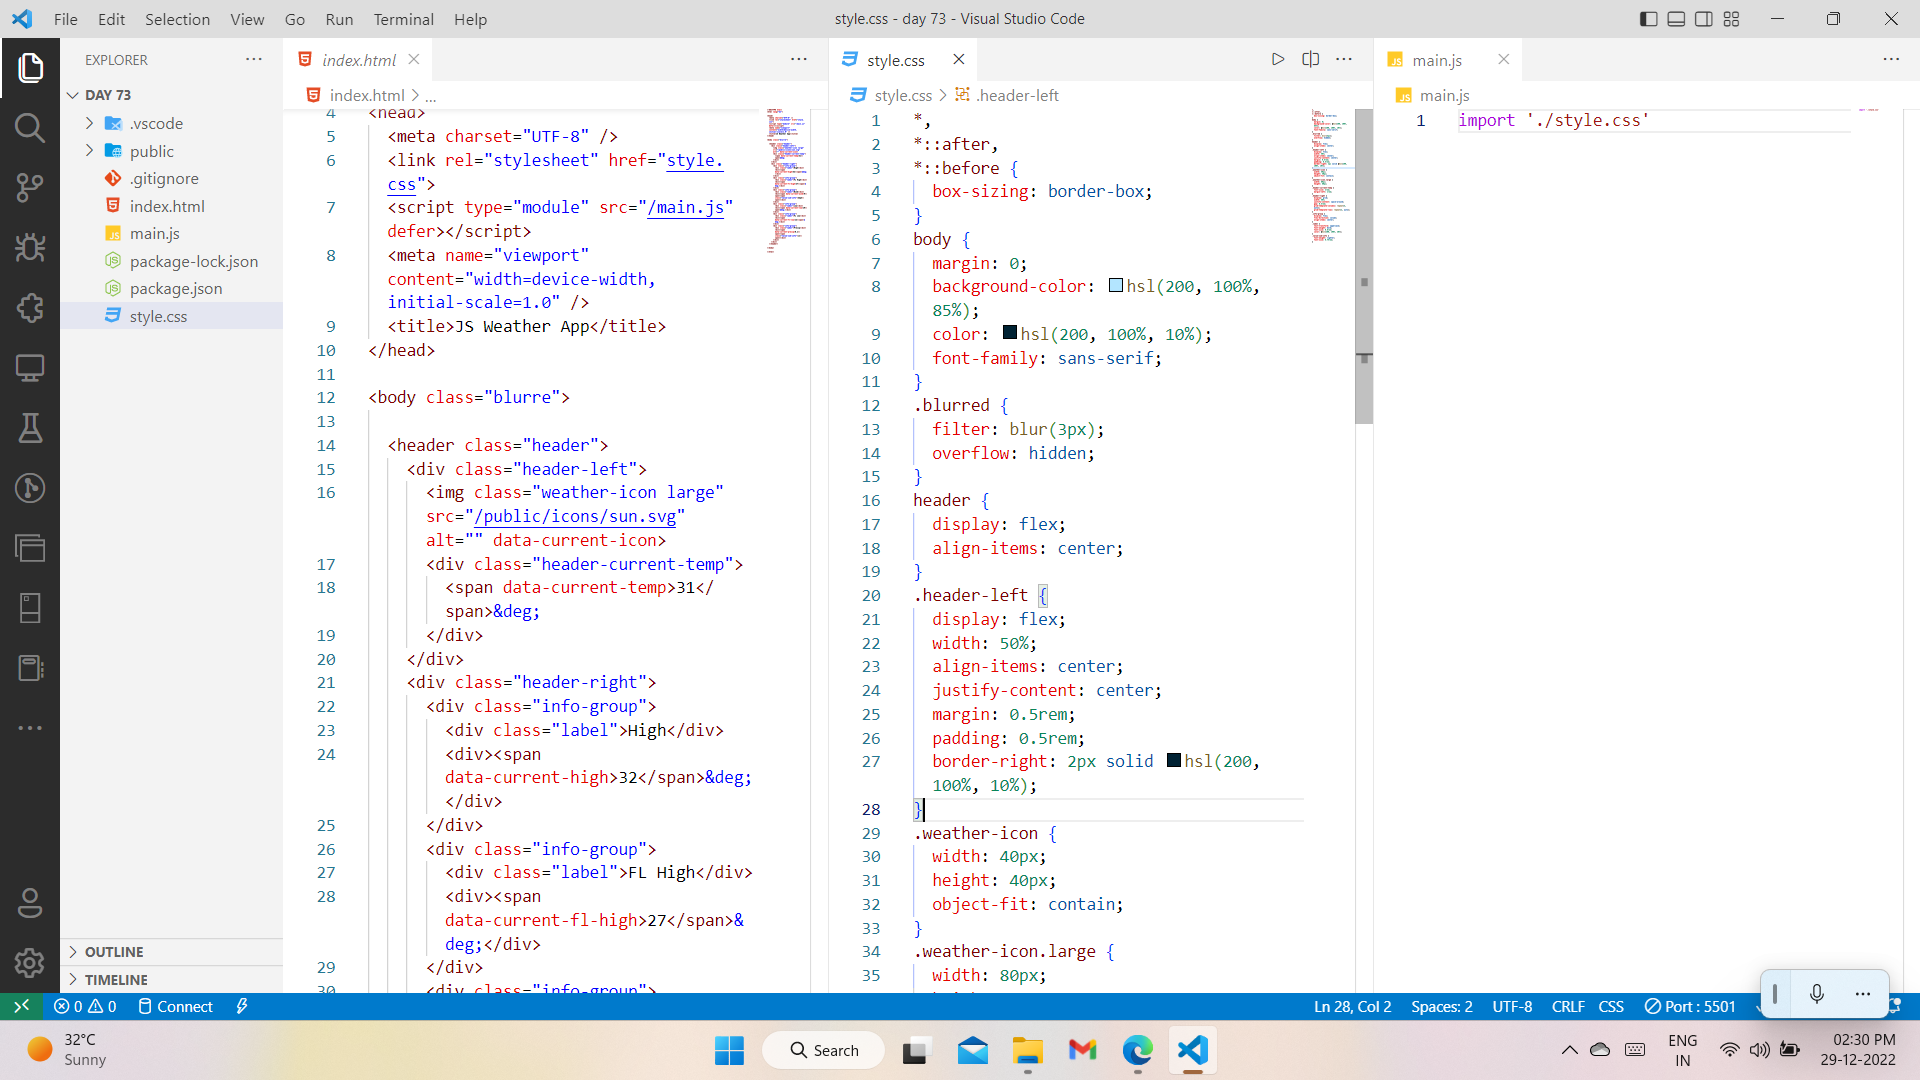 File Edit Selection View Go Run Terminal Help
style.css - day 73 - Visual Studio Code
EXPLORER
DAY 73
.vscode
public
.gitignore
index.html
main.js
package-lock.json
package.json
style.css
OUTLINE
TIMELINE
index.html
index.html > ...
4 <head>
5 <meta charset="UTF-8" />
6 <link rel="stylesheet" href="style.
css">
7 <script type="module" src="/main.js"
defer></script>
8 <meta name="viewport"
content="width=device-width,
initial-scale=1.0" />
9 <title>JS Weather App</title>
10 </head>
11
12 <body class="blurre">
13
14 <header class="header">
15 <div class="header-left">
16 <img class="weather-icon large"
src="/public/icons/sun.svg"
alt="" data-current-icon>
17 <div class="header-current-temp">
18 <span data-current-temp>31</
span>&deg;
19 </div>
20 </div>
21 <div class="header-right">
22 <div class="info-group">
23 <div class="label">High</div>
24 <div><span
data-current-high>32</span>&deg;
</div>
25 </div>
26 <div class="info-group">
27 <div class="label">FL High</div>
28 <div><span
data-current-fl-high>27</span>&
deg;</div>
29 </div>
30 <div class="info-group">
style.css
style.css > .header-left
1 *,
2 *::after,
3 *::before {
4 box-sizing: border-box;
5 }
6 body {
7 margin: 0;
8 background-color: hsl(200, 100%,
85%);
9 color: hsl(200, 100%, 10%);
10 font-family: sans-serif;
11 }
12 .blurred {
13 filter: blur(3px);
14 overflow: hidden;
15 }
16 header {
17 display: flex;
18 align-items: center;
19 }
20 .header-left {
21 display: flex;
22 width: 50%;
23 align-items: center;
24 justify-content: center;
25 margin: 0.5rem;
26 padding: 0.5rem;
27 border-right: 2px solid hsl(200,
100%, 10%);
28 }
29 .weather-icon {
30 width: 40px;
31 height: 40px;
32 object-fit: contain;
33 }
34 .weather-icon.large {
35 width: 80px;
main.js
main.js
1 import './style.css'
0 0 Connect
Ln 28, Col 2 Spaces: 2 UTF-8 CRLF CSS Port : 5501
32°C
Sunny
Search
ENG
IN
02:30 PM
29-12-2022